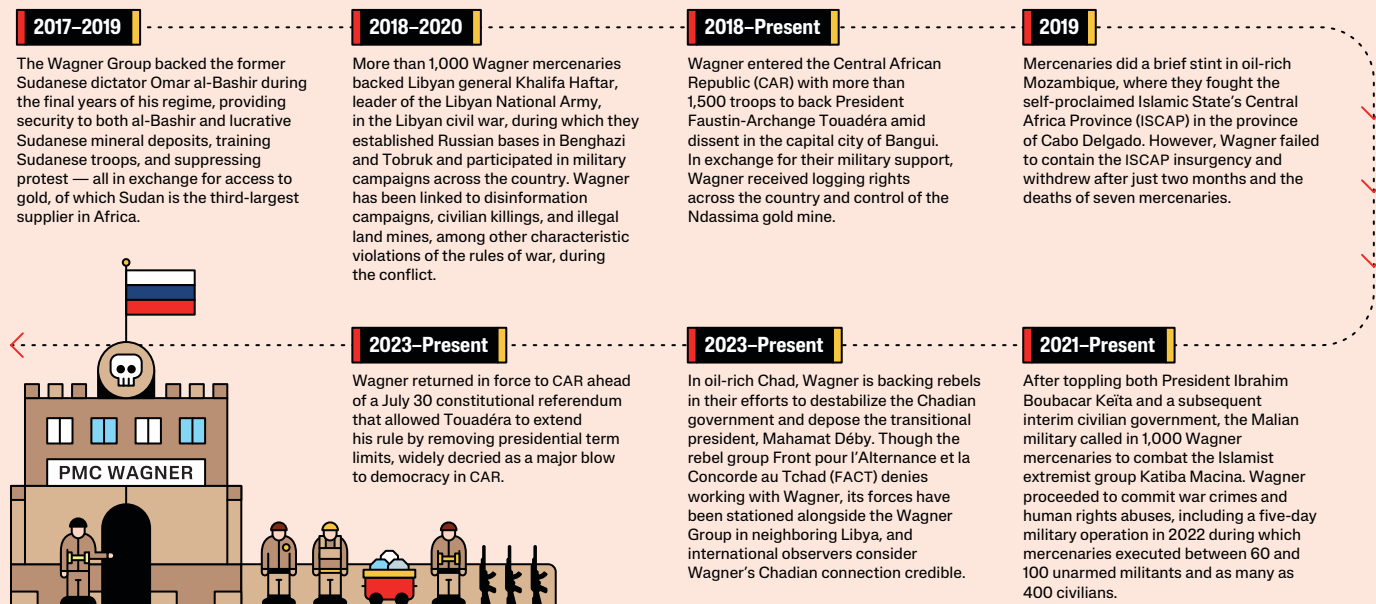 2017–2019
The Wagner Group backed the former
Sudanese dictator Omar al-Bashir during
the final years of his regime, providing
security to both al-Bashir and lucrative
Sudanese mineral deposits, training
Sudanese troops, and suppressing
protest — all in exchange for access to
gold, of which Sudan is the third-largest
supplier in Africa.
2018–2020
More than 1,000 Wagner mercenaries
backed Libyan general Khalifa Haftar,
leader of the Libyan National Army,
in the Libyan civil war, during which they
established Russian bases in Benghazi
and Tobruk and participated in military
campaigns across the country. Wagner
has been linked to disinformation
campaigns, civilian killings, and illegal
land mines, among other characteristic
violations of the rules of war, during
the conflict.
2018–Present
Wagner entered the Central African
Republic (CAR) with more than
1,500 troops to back President
Faustin-Archange Touadéra amid
dissent in the capital city of Bangui.
In exchange for their military support,
Wagner received logging rights
across the country and control of the
Ndassima gold mine.
2019
Mercenaries did a brief stint in oil-rich
Mozambique, where they fought the
self-proclaimed Islamic State’s Central
Africa Province (ISCAP) in the province
of Cabo Delgado. However, Wagner failed
to contain the ISCAP insurgency and
withdrew after just two months and the
deaths of seven mercenaries.
2021–Present
After toppling both President Ibrahim
Boubacar Keïta and a subsequent
interim civilian government, the Malian
military called in 1,000 Wagner
mercenaries to combat the Islamist
extremist group Katiba Macina. Wagner
proceeded to commit war crimes and
human rights abuses, including a five-day
military operation in 2022 during which
mercenaries executed between 60 and
100 unarmed militants and as many as
400 civilians.
2023–Present
In oil-rich Chad, Wagner is backing rebels
in their efforts to destabilize the Chadian
government and depose the transitional
president, Mahamat Déby. Though the
rebel group Front pour l’Alternance et la
Concorde au Tchad (FACT) denies
working with Wagner, its forces have
been stationed alongside the Wagner
Group in neighboring Libya, and
international observers consider
Wagner’s Chadian connection credible.
2023–Present
Wagner returned in force to CAR ahead
of a July 30 constitutional referendum
that allowed Touadéra to extend
his rule by removing presidential term
limits, widely decried as a major blow
to democracy in CAR.
PMC WAGNER